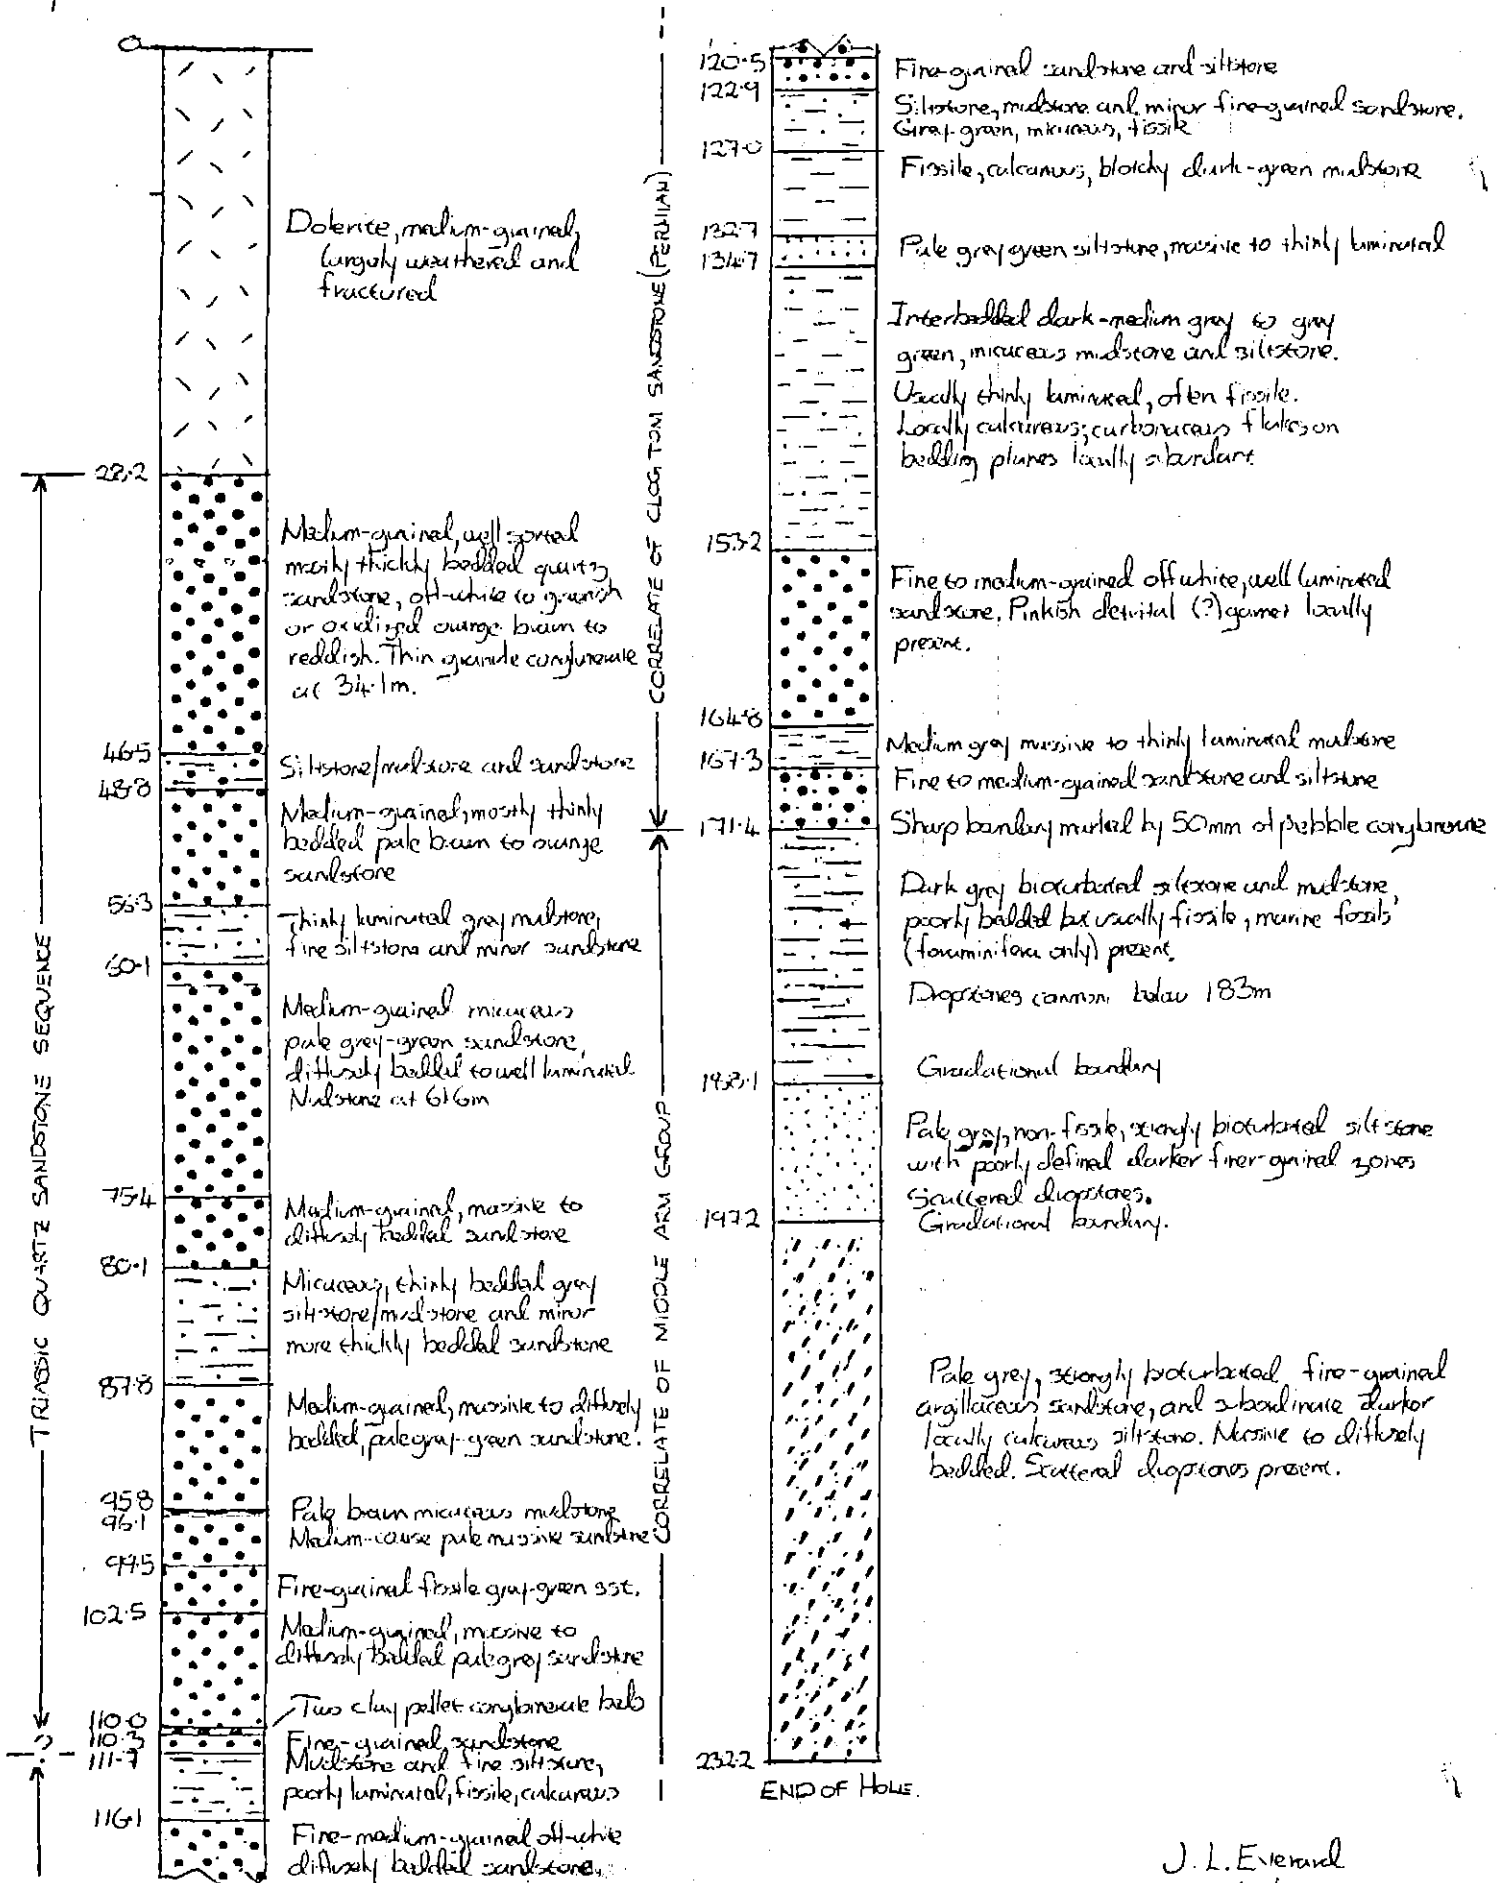 0
Dolerite, medium-grained,
largely weathered and
fractured
28.2
Medium-grained, well sorted
mostly thickly bedded quartz
sandstone, off-white to greenish
or oxidized orange brown to
reddish. Thin granule conglomerate
at 34.1m.
46.5
Siltstone/mudstone and sandstone
48.8
Medium-grained, mostly thinly
bedded pale brown to orange
sandstone
56.3
Thinly laminated grey mudstone,
fine siltstone and minor sandstone
60.1
Medium-grained micaceous
pale grey-green sandstone,
diffusely bedded to well laminated
Mudstone at 61.6m
75.4
Medium-grained, massive to
diffusely bedded sandstone
80.1
Micaceous, thinly bedded grey
siltstone/mudstone and minor
more thickly bedded sandstone
87.8
Medium-grained, massive to diffusely
bedded, pale grey-green sandstone.
95.8
Pale brown micaceous mudstone
96.1
Medium-coarse pale massive sandstone
99.5
Fine-grained fissile grey-green sst.
102.5
Medium-grained, massive to
diffusely bedded pale grey sandstone
Two clay pellet conglomerate beds
110.0
110.3
Fine-grained sandstone
?
111.7
Mudstone and fine siltstone,
poorly laminated, fissile, calcareous
116.1
Fine-medium-grained off-white
diffusely bedded sandstone,
TRIASSIC QUARTZ SANDSTONE SEQUENCE
CORRELATE OF CLOG TOM SANDSTONE (PERMIAN)
CORRELATE OF MIDDLE ARM GROUP
120.5
Fine-grained sandstone and siltstone
122.9
Siltstone, mudstone and minor fine-grained sandstone.
Grey-green, micaceous, fissile
127.0
Fissile, calcareous, blotchy dark-green mudstone
132.7
Pale grey green siltstone, massive to thinly laminated
134.7
Interbedded dark-medium grey to grey
green, micaceous mudstone and siltstone.
Usually thinly laminated, often fissile.
Locally calcareous; carbonaceous flakes on
bedding planes locally abundant
153.2
Fine to medium-grained off white, well laminated
sandstone. Pinkish detrital (?) garnet locally
present.
164.8
Medium grey massive to thinly laminated mudstone
167.3
Fine to medium-grained sandstone and siltstone
171.4
Sharp boundary marked by 50mm of pebble conglomerate
Dark grey bioturbated siltstone and mudstone,
poorly bedded but usually fissile, marine fossils
(foraminifera only) present.
Dropstones common below 183m
Gradational boundary
Pale grey, non-fissile, strongly bioturbated siltstone
with poorly defined darker finer-grained zones
Scattered dropstones.
197.2
Gradational boundary.
Pale grey, strongly bioturbated fine-grained
argillaceous sandstone, and subordinate darker
locally calcareous siltstone. Massive to diffusely
bedded. Scattered dropstones present.
232.2
END OF HOLE.
J. L. Everard